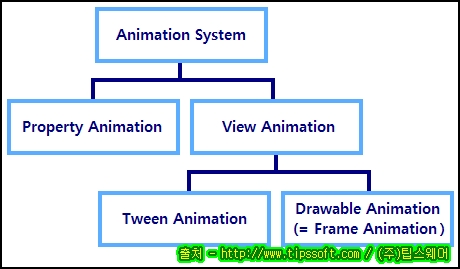 Animation System
Property Animation
View Animation
Tween Animation
Drawable Animation
(= Frame Animation)
출처 - http://www.tipssoft.com / (주)팁스웨어